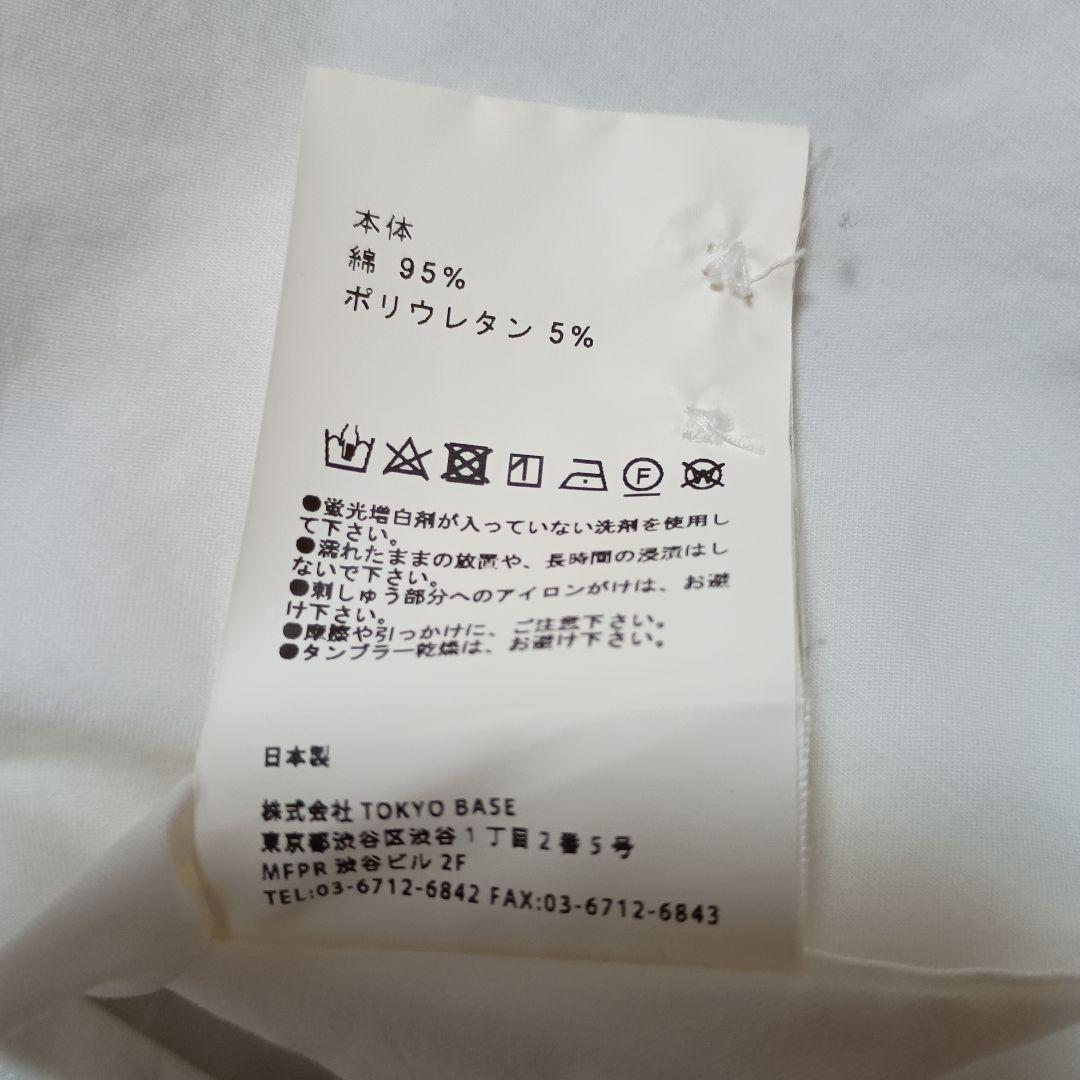 本体
綿 95%
ポリウレタン 5%
F
W
●蛍光増白剤が入っていない洗剤を使用し
て下さい。
●濡れたままの放置や、長時間の浸漬はし
ないで下さい。
●刺しゅう部分へのアイロンがけは、お避
け下さい。
●摩擦や引っかけに、ご注意下さい。
●タンブラー乾燥は、お避け下さい。
日本製
株式会社 TOKYO BASE
東京都渋谷区渋谷1丁目2番5号
MFPR 渋谷ビル 2F
TEL:03-6712-6842 FAX:03-6712-6843